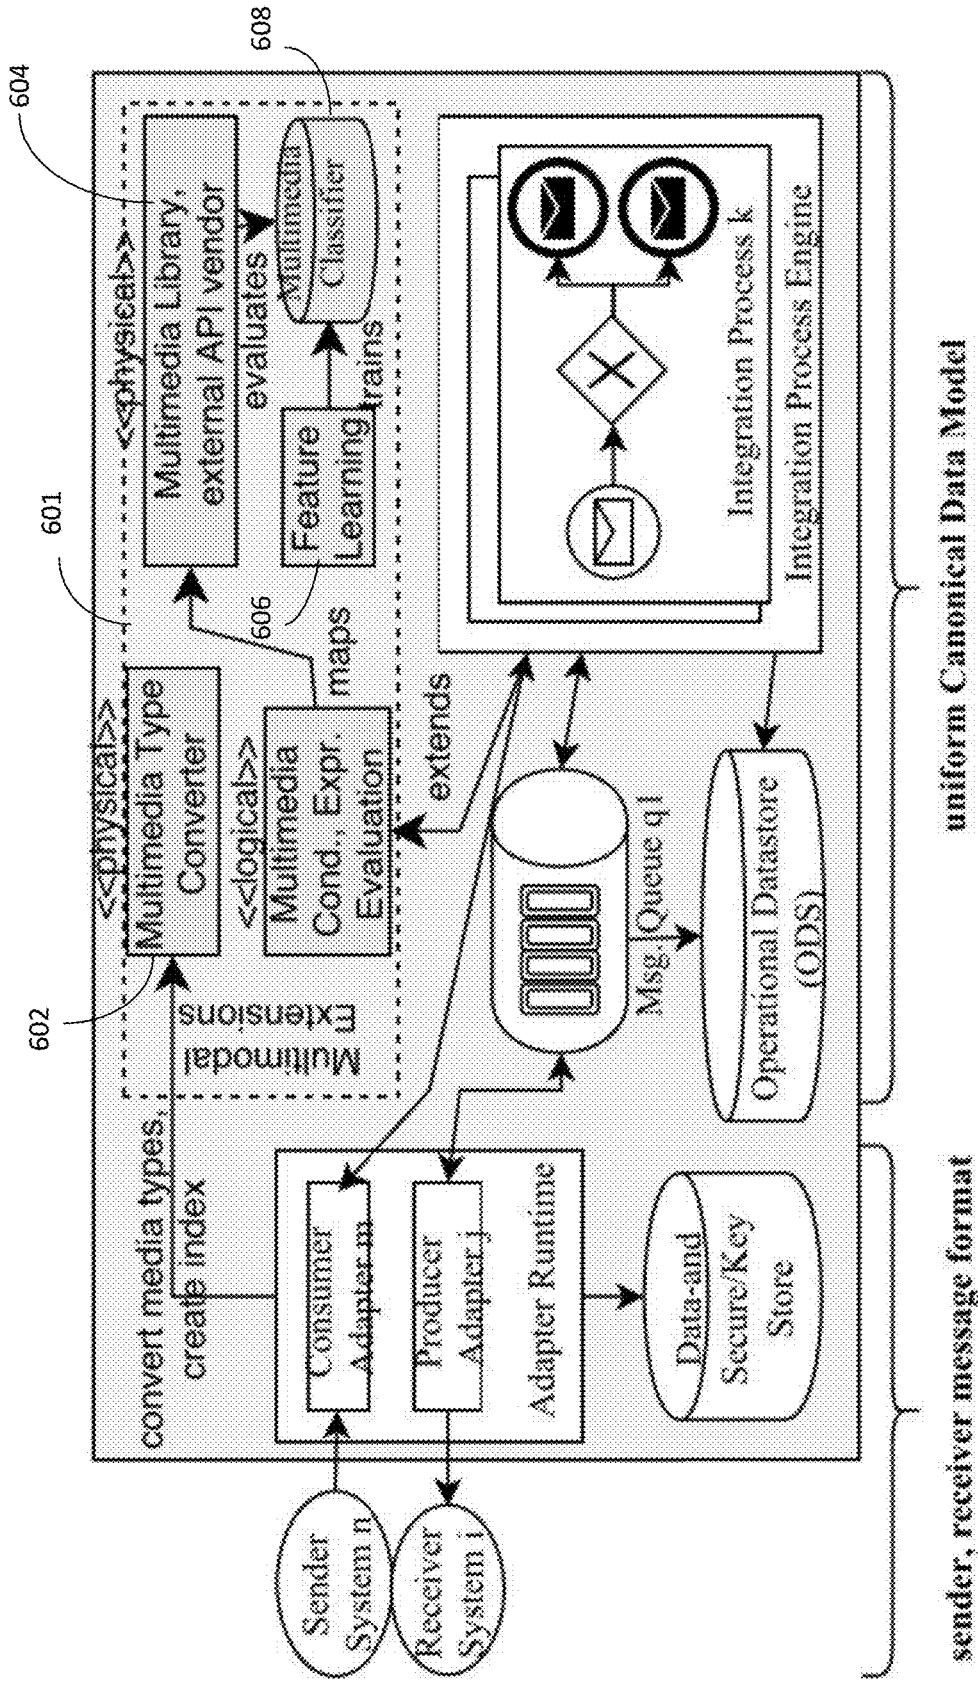 604
608
601
602
606
<<physical>>
Multimedia Library,
external API vendor
evaluates
Multimedia
Classifier
trains
Feature
Learning
<<physical>>
Multimedia Type
Converter
<<logical>>
Multimedia
Cond., Expr.
Evaluation
maps
extends
Multimodal
Extensions
convert media types,
create index
Consumer
Adapter m
Producer
Adapter j
Adapter Runtime
Sender
System n
Receiver
System i
Data-and
Secure/Key
Store
Msg. Queue q1
Operational Datastore
(ODS)
Integration Process k
Integration Process Engine
sender, receiver message format
uniform Canonical Data Model